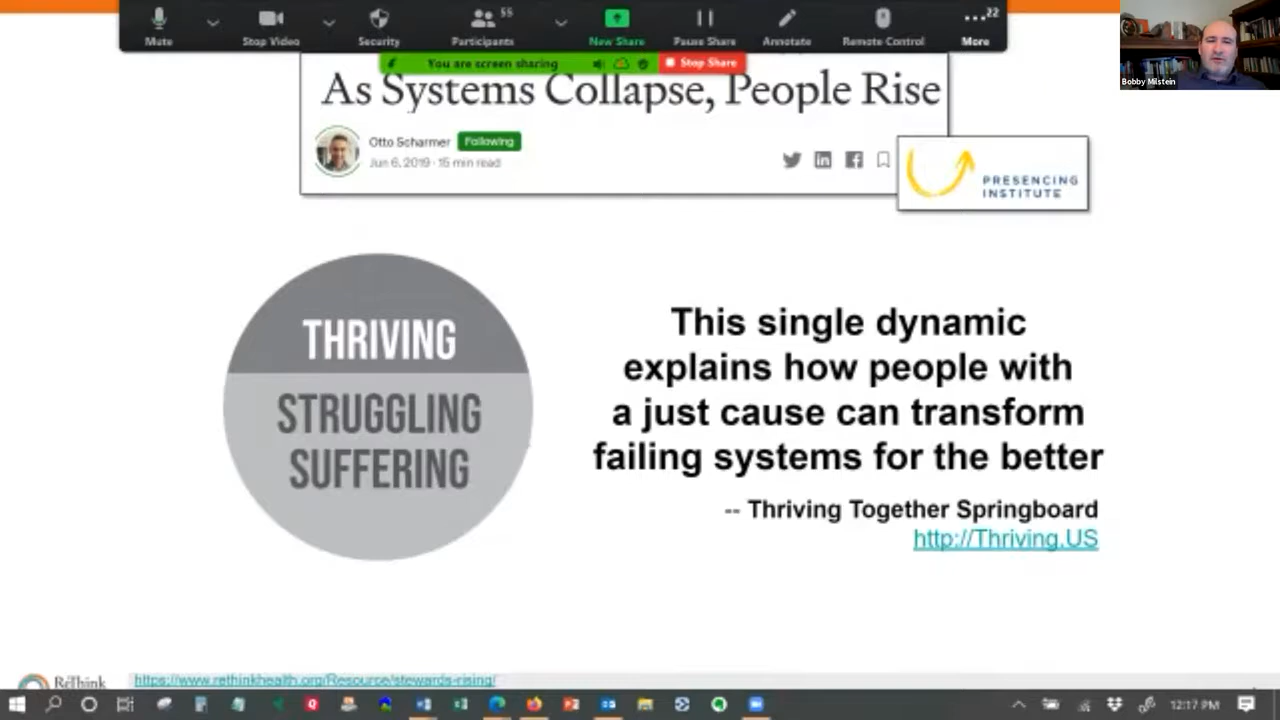 55
22
Mute
Stop Video
Security
Participants
New Share
Pause Share
Annotate
Remote Control
More
You are screen sharing
Stop Share
Bobby Milstein
As Systems Collapse, People Rise
Otto Scharmer Following
Jun 6, 2019 · 15 min read
PRESENCING
INSTITUTE
THRIVING
STRUGGLING
SUFFERING
This single dynamic
explains how people with
a just cause can transform
failing systems for the better
-- Thriving Together Springboard
http://Thriving.US
ReThink
https://www.rethinkhealth.org/Resource/stewards-rising/
12:17 PM